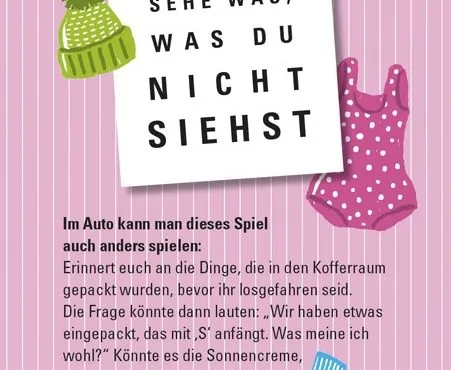 SEHE WAS,
WAS DU
NICHT
SIEHST
Im Auto kann man dieses Spiel
auch anders spielen:
Erinnert euch an die Dinge, die in den Kofferraum
gepackt wurden, bevor ihr losgefahren seid.
Die Frage könnte dann lauten: „Wir haben etwas
eingepackt, das mit ‚S‘ anfängt. Was meine ich
wohl?“ Könnte es die Sonnencreme,